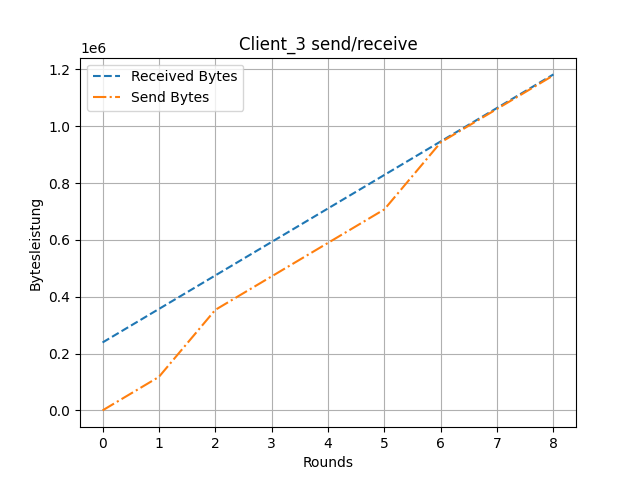 Client_3 send/receive
1e6
Received Bytes
Send Bytes
1.2
1.0
0.8
0.6
0.4
0.2
0.0
Bytesleistung
0 1 2 3 4 5 6 7 8
Rounds